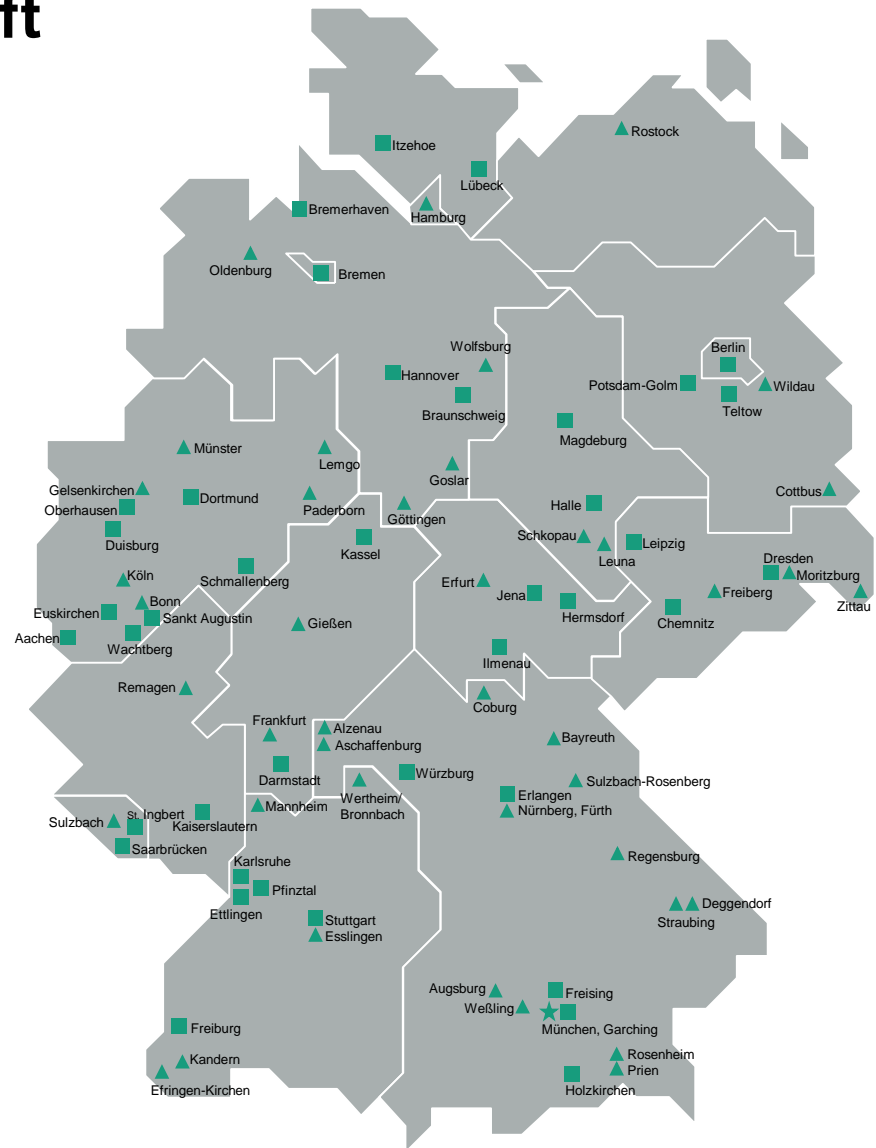 ft
Rostock
Itzehoe
Lübeck
Bremerhaven
Hamburg
Oldenburg
Bremen
Wolfsburg
Berlin
Hannover
Potsdam-Golm
Wildau
Braunschweig
Teltow
Magdeburg
Münster
Lemgo
Goslar
Gelsenkirchen
Cottbus
Oberhausen
Dortmund
Paderborn
Göttingen
Halle
Duisburg
Kassel
Schkopau
Leipzig
Leuna
Dresden
Köln
Schmallenberg
Erfurt
Moritzburg
Jena
Freiberg
Zittau
Bonn
Euskirchen
Sankt Augustin
Hermsdorf
Chemnitz
Gießen
Aachen
Wachtberg
Ilmenau
Remagen
Coburg
Frankfurt
Alzenau
Aschaffenburg
Bayreuth
Darmstadt
Würzburg
Sulzbach-Rosenberg
Wertheim/
Bronnbach
Erlangen
Nürnberg, Fürth
Mannheim
St. Ingbert
Sulzbach
Kaiserslautern
Saarbrücken
Karlsruhe
Regensburg
Pfinztal
Ettlingen
Deggendorf
Straubing
Stuttgart
Esslingen
Augsburg
Freising
Weßling
München, Garching
Freiburg
Rosenheim
Kandern
Prien
Efringen-Kirchen
Holzkirchen